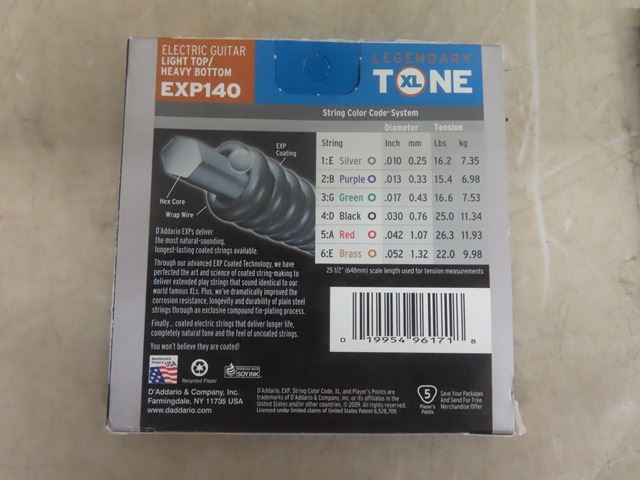 ELECTRIC GUITAR
LIGHT TOP/
HEAVY BOTTOM
EXP140
LEGENDARY
TONE
XL
String Color Code® System
Diameter Tension
String Inch mm Lbs kg
1:E Silver .010 0.25 16.2 7.35
2:B Purple .013 0.33 15.4 6.98
3:G Green .017 0.43 16.6 7.53
4:D Black .030 0.76 25.0 11.34
5:A Red .042 1.07 26.3 11.93
6:E Brass .052 1.32 22.0 9.98
25 1/2" (648mm) scale length used for tension measurements
EXP
Coating
Hex Core
Wrap Wire
D'Addario EXPs deliver
the most natural-sounding,
longest-lasting coated strings available.
Through our advanced EXP Coated Technology, we have
perfected the art and science of coated string-making to
deliver extended play strings that sound identical to our
world famous XLs. Plus, we've dramatically improved the
corrosion resistance, longevity and durability of plain steel
strings through an exclusive compound tin-plating process.
Finally... coated electric strings that deliver longer life,
completely natural tone and the feel of uncoated strings.
You won't believe they are coated!
0 19954 96171 8
USA
Recycled Paper
PRINTED WITH
SOY INK
D'Addario & Company, Inc.
Farmingdale, NY 11735 USA
www.daddario.com
D'Addario, EXP, String Color Code, XL, and Player's Points are
trademarks of D'Addario & Company, Inc. or its affiliates in the
United States and/or other countries. © 2009. All rights reserved.
Licensed under limited claims of United States Patent 6,528,709.
5
Player's
Points
Save Your Packages
And Send For Free
Merchandise Offer